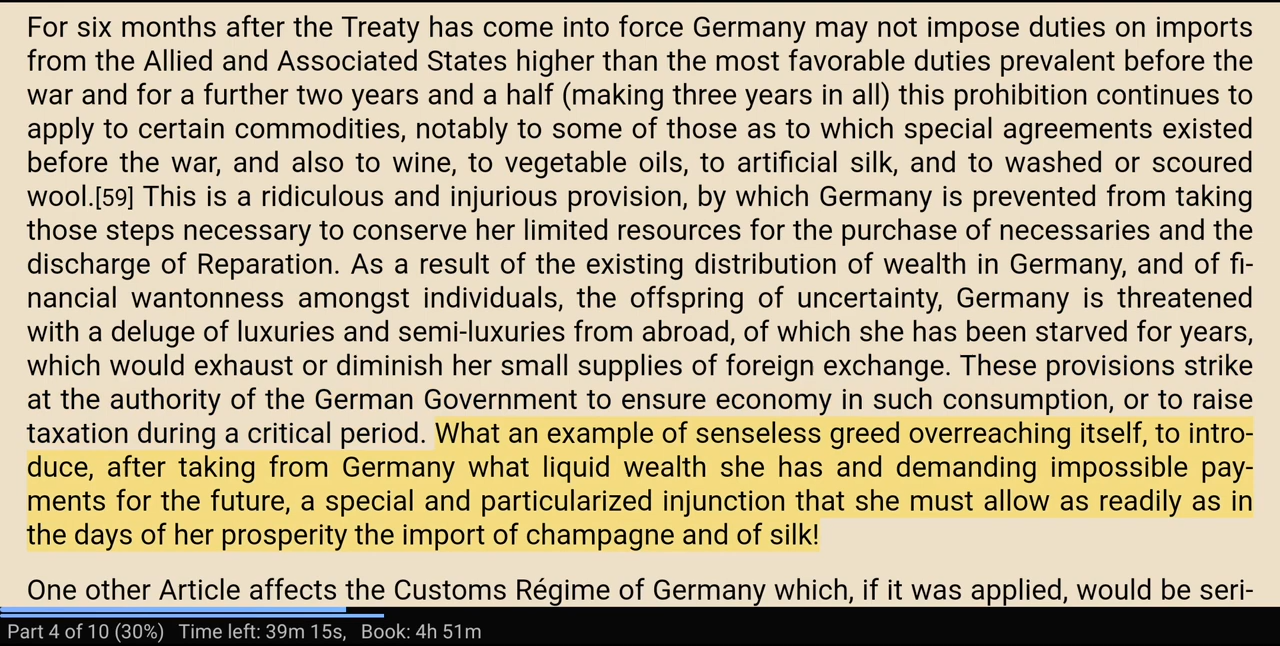 For six months after the Treaty has come into force Germany may not impose duties on imports
from the Allied and Associated States higher than the most favorable duties prevalent before the
war and for a further two years and a half (making three years in all) this prohibition continues to
apply to certain commodities, notably to some of those as to which special agreements existed
before the war, and also to wine, to vegetable oils, to artificial silk, and to washed or scoured
wool.[59] This is a ridiculous and injurious provision, by which Germany is prevented from taking
those steps necessary to conserve her limited resources for the purchase of necessaries and the
discharge of Reparation. As a result of the existing distribution of wealth in Germany, and of fi-
nancial wantonness amongst individuals, the offspring of uncertainty, Germany is threatened
with a deluge of luxuries and semi-luxuries from abroad, of which she has been starved for years,
which would exhaust or diminish her small supplies of foreign exchange. These provisions strike
at the authority of the German Government to ensure economy in such consumption, or to raise
taxation during a critical period. What an example of senseless greed overreaching itself, to intro-
duce, after taking from Germany what liquid wealth she has and demanding impossible pay-
ments for the future, a special and particularized injunction that she must allow as readily as in
the days of her prosperity the import of champagne and of silk!
One other Article affects the Customs Régime of Germany which, if it was applied, would be seri-
Part 4 of 10 (30%) Time left: 39m 15s, Book: 4h 51m